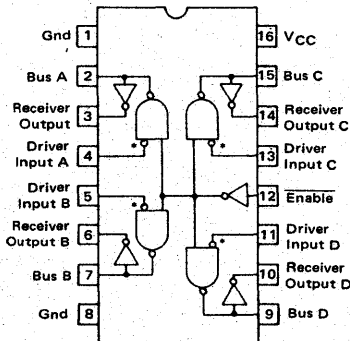 Gnd 1
16 VCC
Bus A 2
15 Bus C
Receiver
Output 3
14 Receiver
Output C
Driver
Input A 4
*
*
13 Driver
Input C
Driver
Input B 5
*
12 Enable
Receiver
Output B 6
*
11 Driver
Input D
Bus B 7
10 Receiver
Output D
Gnd 8
9 Bus D